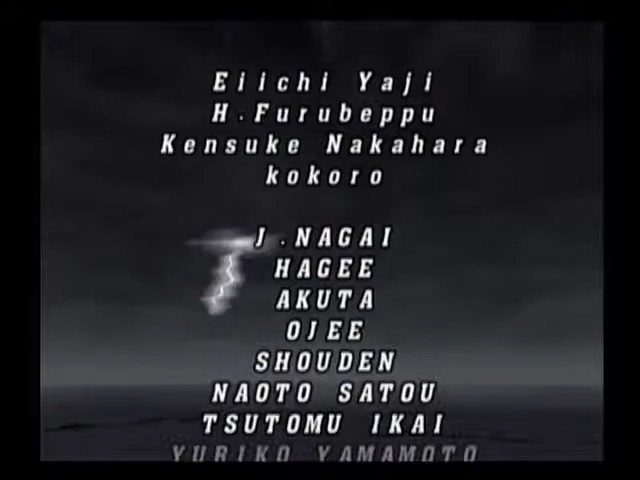 Eiichi Yaji
H.Furubeppu
Kensuke Nakahara
kokoro
J.NAGAI
HAGEE
AKUTA
OJEE
SHOUDEN
NAOTO SATOU
TSUTOMU IKAI
YURIKO YAMAMOTO